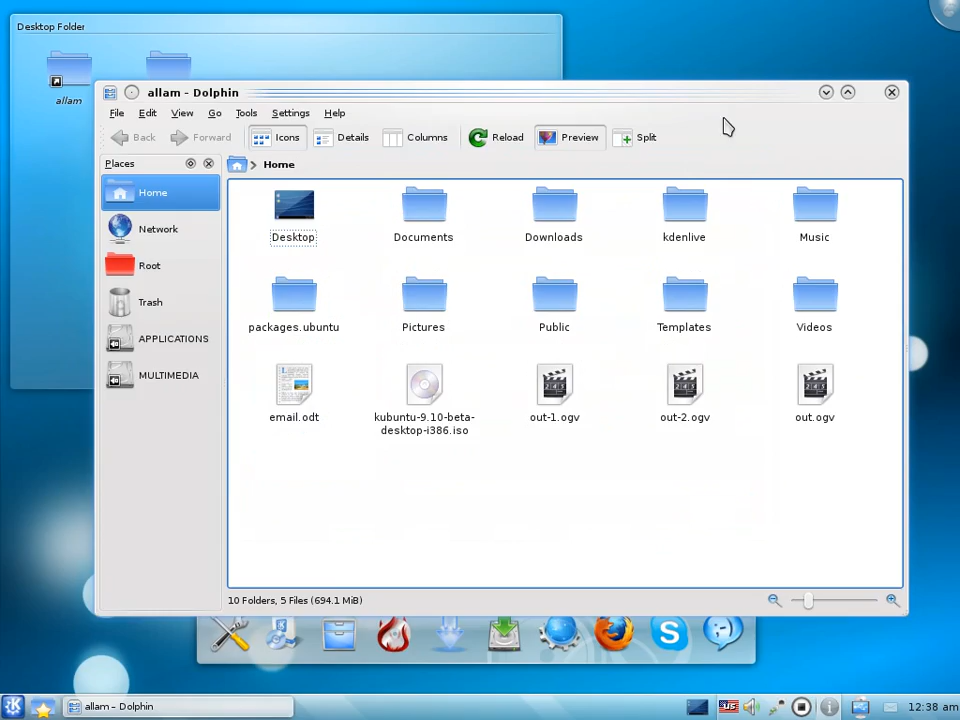 Desktop Folder
allam
allam - Dolphin
File Edit View Go Tools Settings Help
Back Forward Icons Details Columns Reload Preview Split
Places
Home
Home
Network
Root
Trash
APPLICATIONS
MULTIMEDIA
Desktop Documents Downloads kdenlive Music
packages.ubuntu Pictures Public Templates Videos
email.odt kubuntu-9.10-beta-
desktop-i386.iso out-1.ogv out-2.ogv out.ogv
10 Folders, 5 Files (694.1 MiB)
allam - Dolphin US 12:38 am